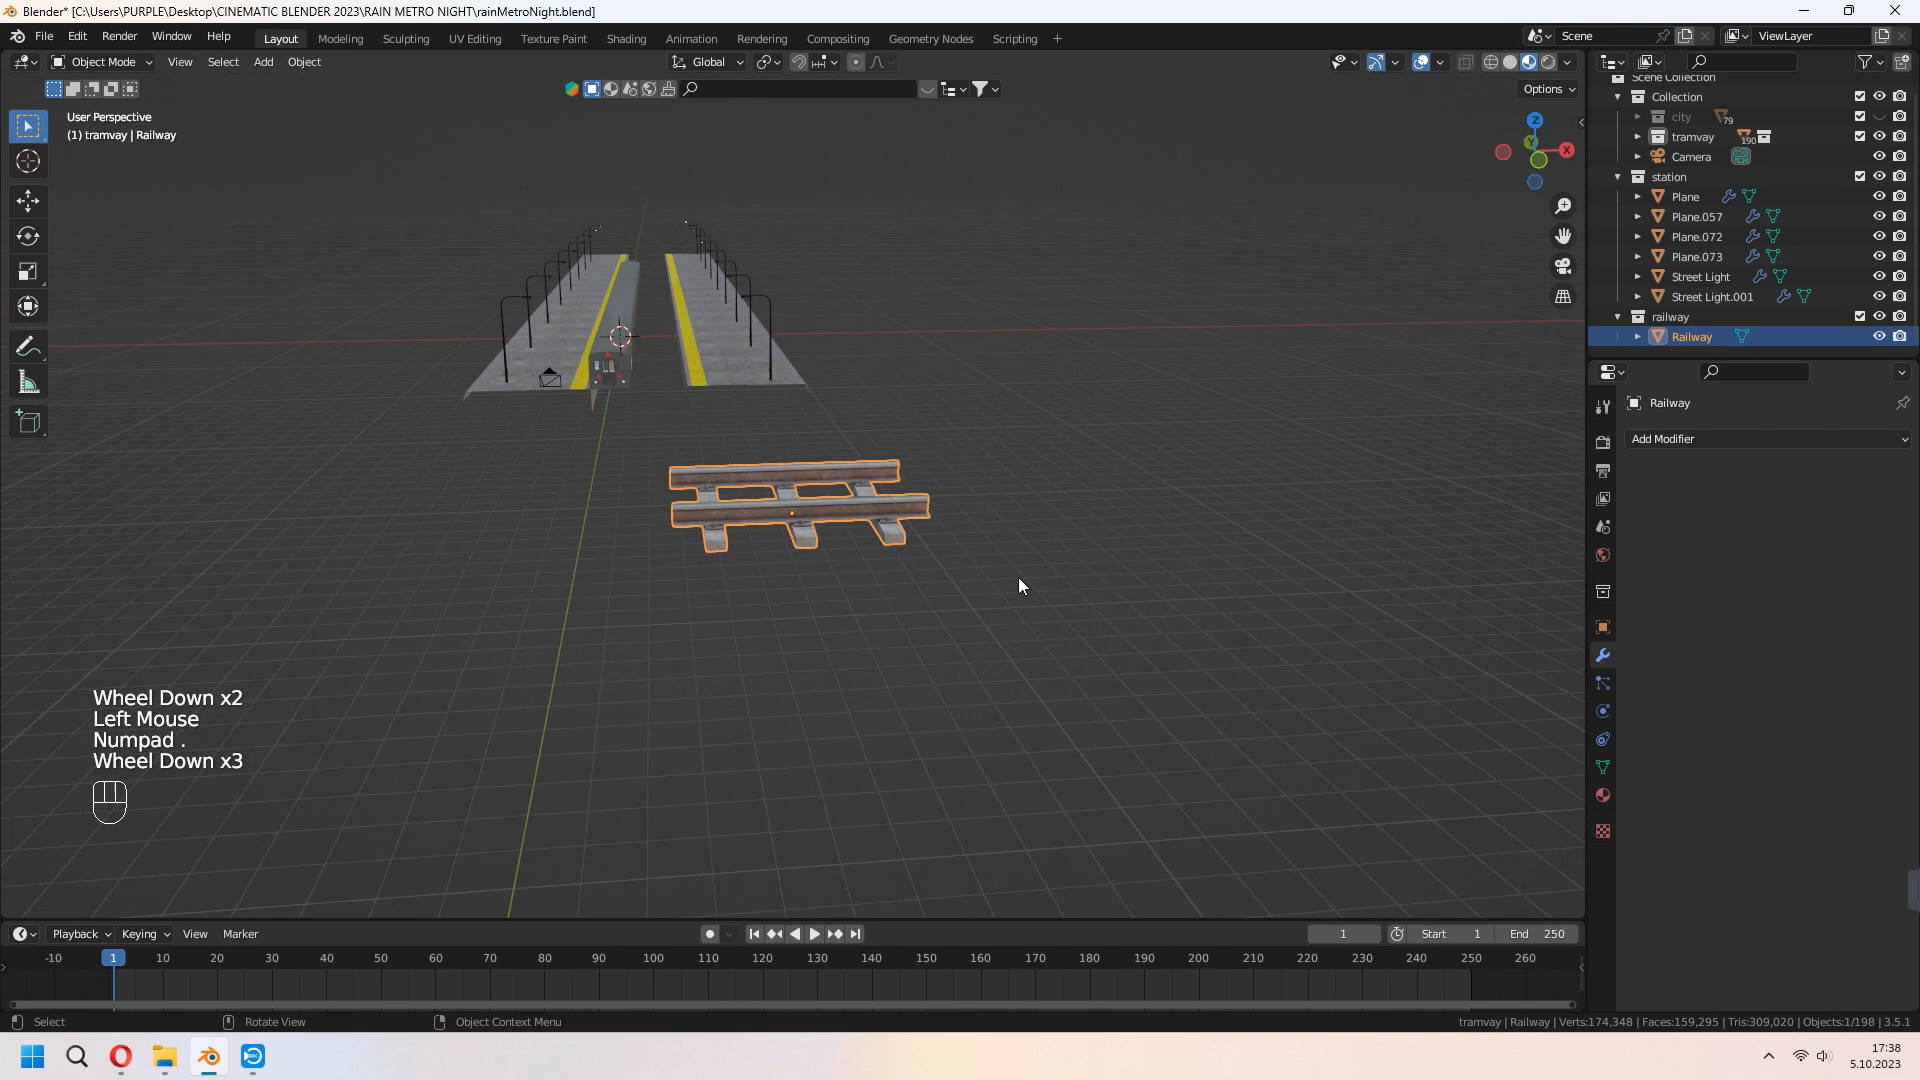 Blender* [C:\Users\PURPLE\Desktop\CINEMATIC BLENDER 2023\RAIN METRO NIGHT\rainMetroNight.blend]
File Edit Render Window Help Layout Modeling Sculpting UV Editing Texture Paint Shading Animation Rendering Compositing Geometry Nodes Scripting + Scene ViewLayer
Object Mode View Select Add Object Global
Options
User Perspective
(1) tramvay | Railway
Z
Y
X
Scene Collection
Collection
city 79
tramvay 190
Camera
station
Plane
Plane.057
Plane.072
Plane.073
Street Light
Street Light.001
railway
Railway
Railway
Add Modifier
Wheel Down x2
Left Mouse
Numpad .
Wheel Down x3
Playback Keying View Marker 1 Start 1 End 250
-10 1 10 20 30 40 50 60 70 80 90 100 110 120 130 140 150 160 170 180 190 200 210 220 230 240 250 260
Select Rotate View Object Context Menu tramvay | Railway | Verts:174,348 | Faces:159,295 | Tris:309,020 | Objects:1/198 | 3.5.1
17:38
5.10.2023